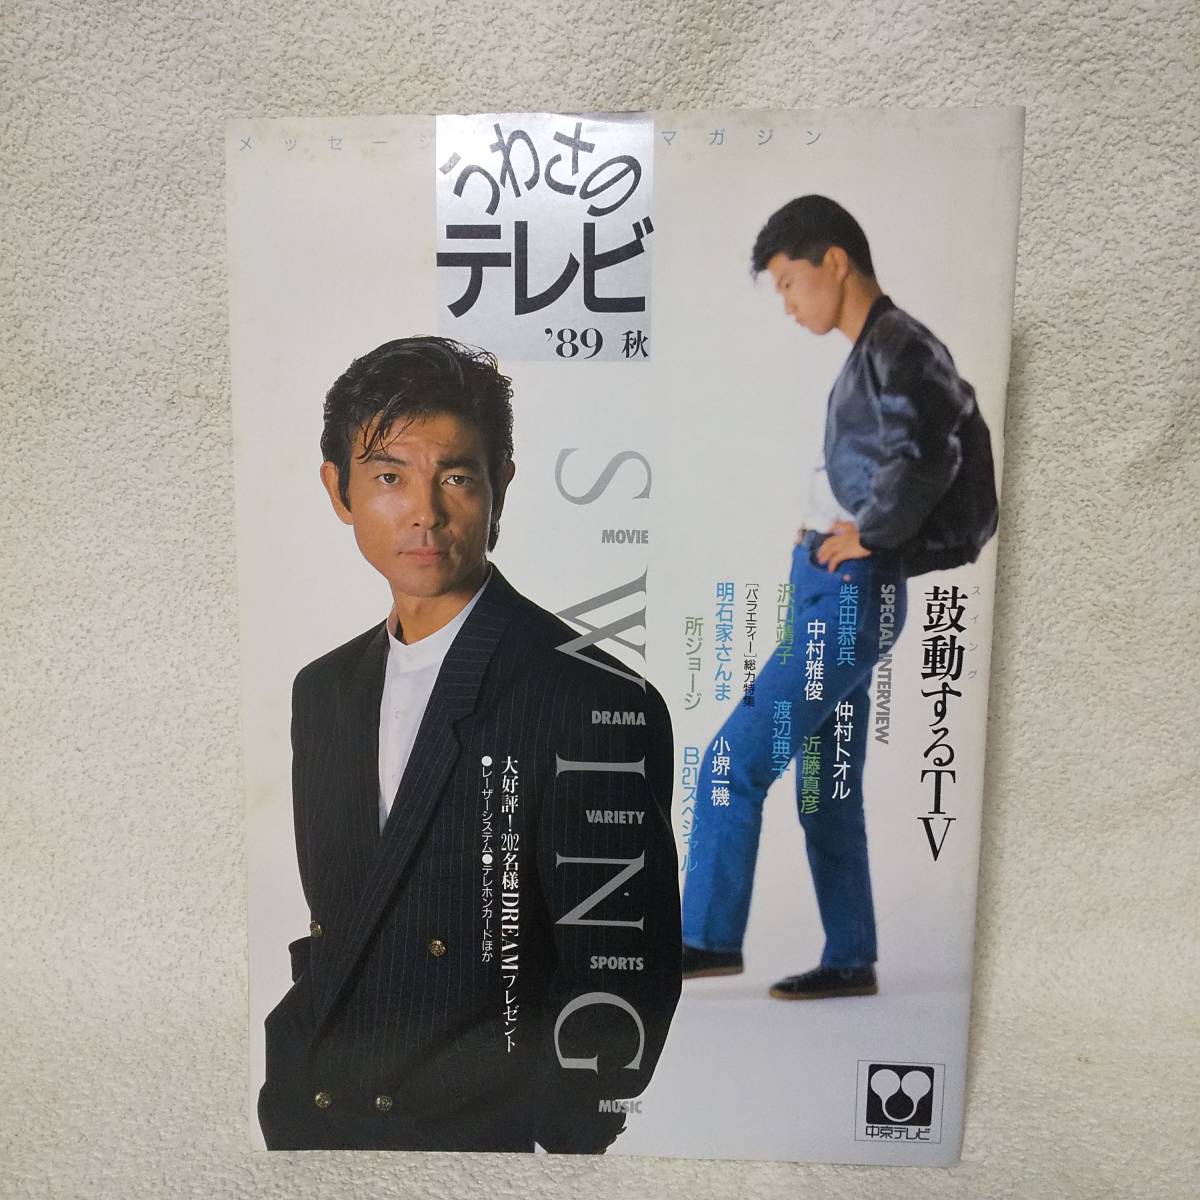 メッセージ マガジン
うわさの
テレビ
'89 秋
SWING
MOVIE
DRAMA
VARIETY
SPORTS
MUSIC
スイング
鼓動するTV
SPECIAL INTERVIEW
柴田恭兵 仲村トオル
中村雅俊 近藤真彦
沢口靖子 渡辺典子
[バラエティー]総力特集
明石家さんま 小堺一機
所ジョージ B21スペシャル
大好評!202名様DREAMプレゼント
●レーザーシステム●テレホンカードほか
中京テレビ